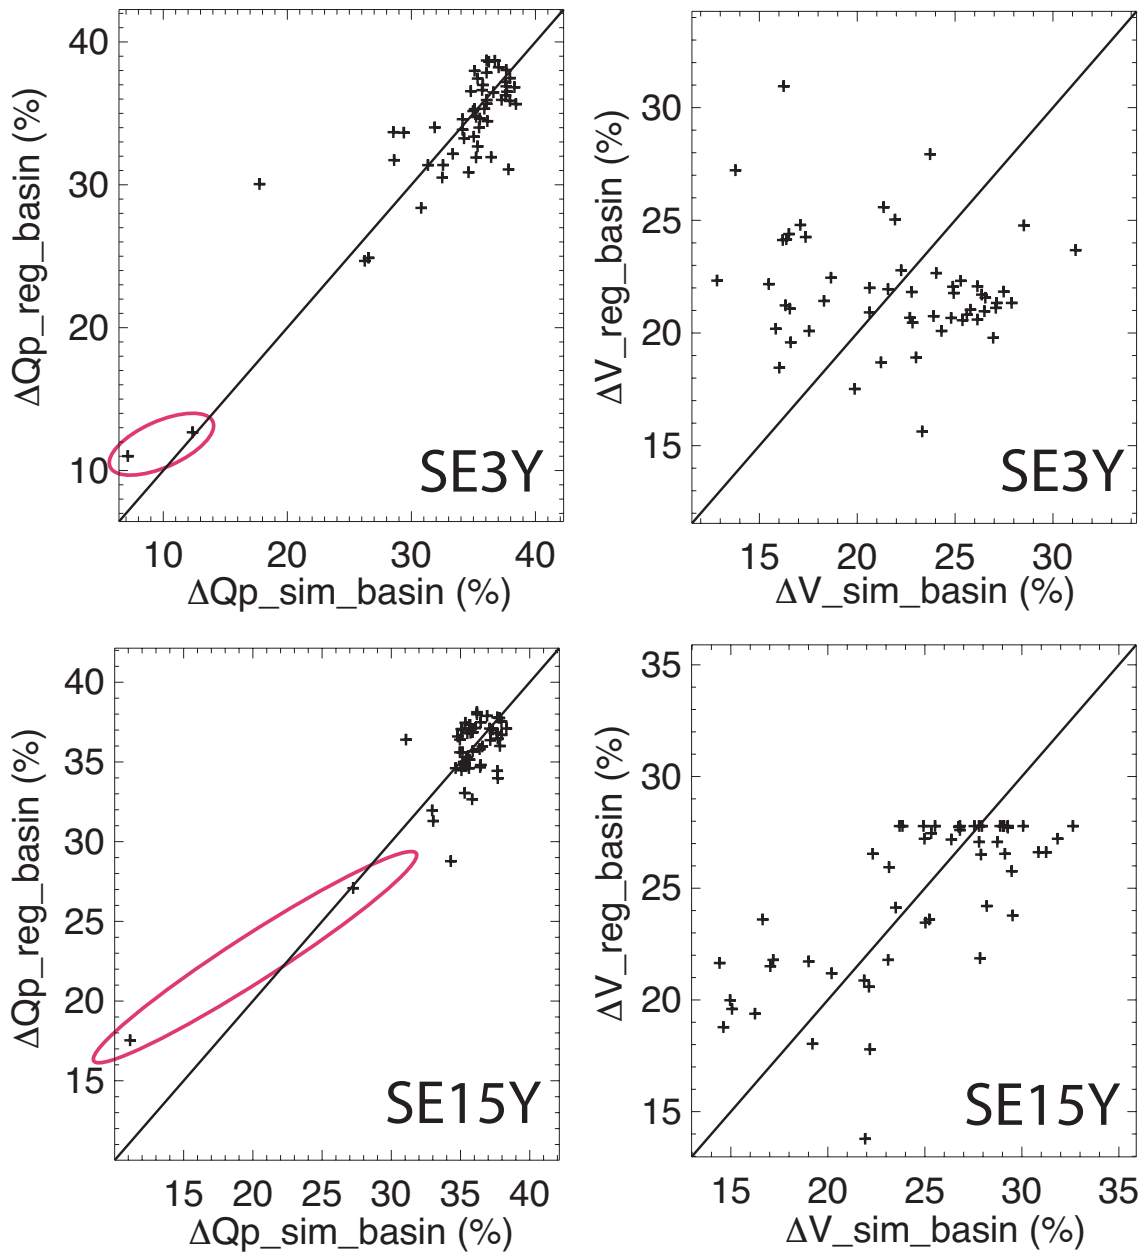 40
30
20
10
ΔQp_reg_basin (%)
SE3Y
10 20 30 40
ΔQp_sim_basin (%)
30
25
20
15
ΔV_reg_basin (%)
SE3Y
15 20 25 30
ΔV_sim_basin (%)
40
35
30
25
20
15
ΔQp_reg_basin (%)
SE15Y
15 20 25 30 35 40
ΔQp_sim_basin (%)
35
30
25
20
15
ΔV_reg_basin (%)
SE15Y
15 20 25 30 35
ΔV_sim_basin (%)